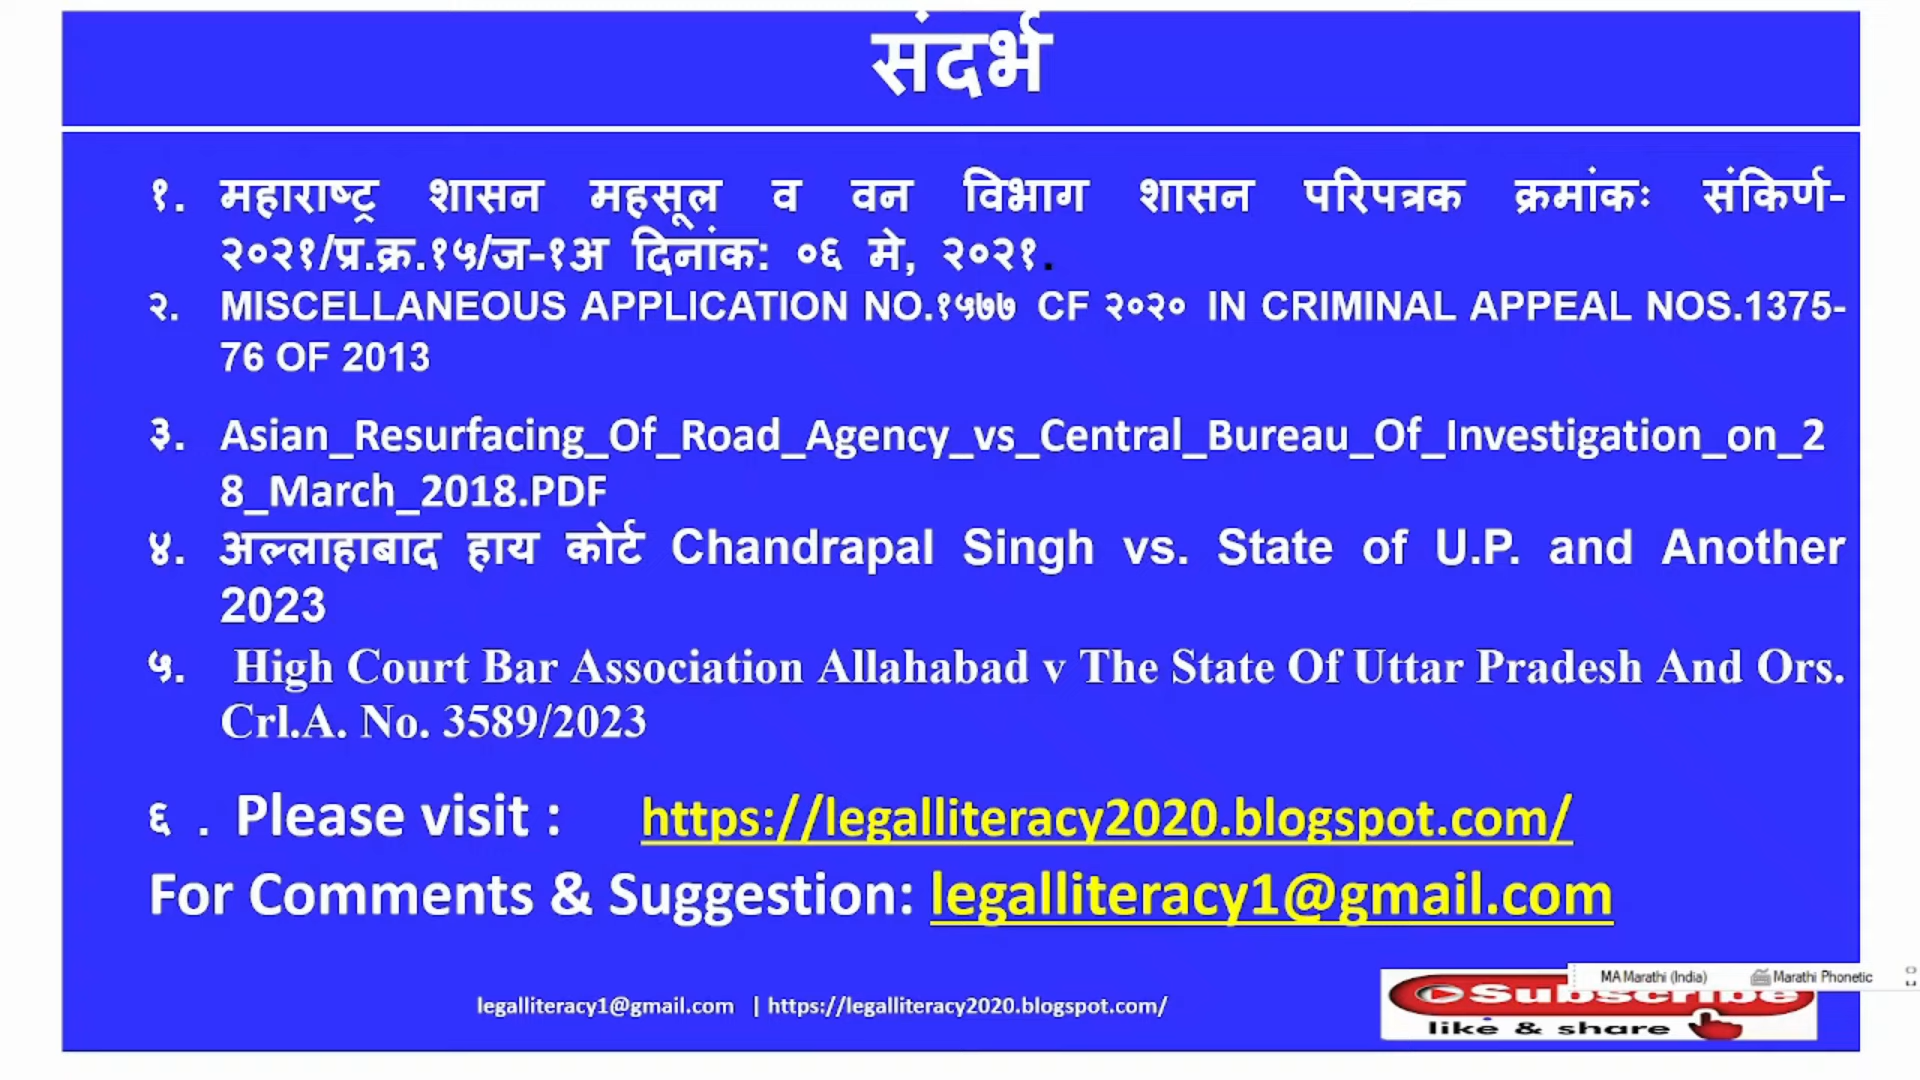 संदर्भ
१. महाराष्ट्र शासन महसूल व वन विभाग शासन परिपत्रक क्रमांकः संकिर्ण-
२०२१/प्र.क्र.१५/ज-१अ दिनांक: ०६ मे, २०२१.
२. MISCELLANEOUS APPLICATION NO.१५७७ CF २०२० IN CRIMINAL APPEAL NOS.1375-
76 OF 2013
३. Asian_Resurfacing_Of_Road_Agency_vs_Central_Bureau_Of_Investigation_on_2
8_March_2018.PDF
४. अल्लाहाबाद हाय कोर्ट Chandrapal Singh vs. State of U.P. and Another
2023
५. High Court Bar Association Allahabad v The State Of Uttar Pradesh And Ors.
Crl.A. No. 3589/2023
६ . Please visit : https://legalliteracy2020.blogspot.com/
For Comments & Suggestion: legalliteracy1@gmail.com
MA Marathi (India) Marathi Phonetic
legalliteracy1@gmail.com | https://legalliteracy2020.blogspot.com/
Subscribe
like & share